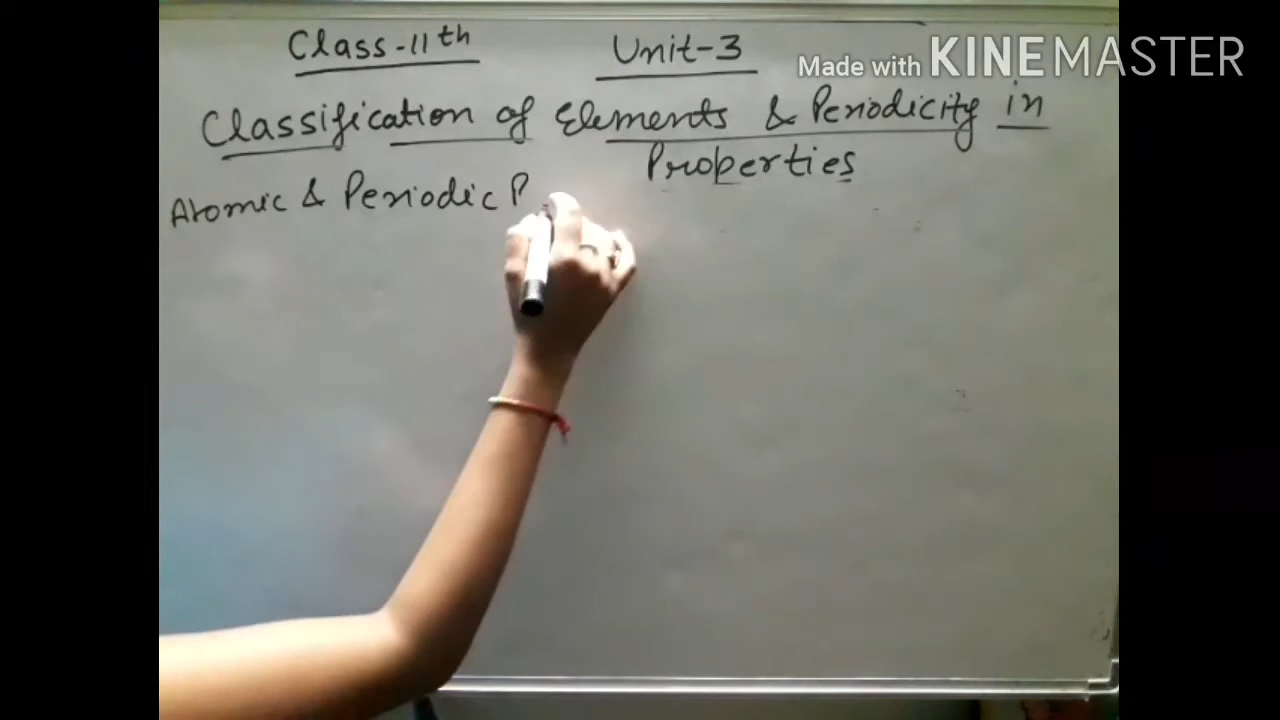 Class-11th Unit-3
Made with KINEMASTER
Classification of Elements & Periodicity in
Properties
Atomic & Periodic P